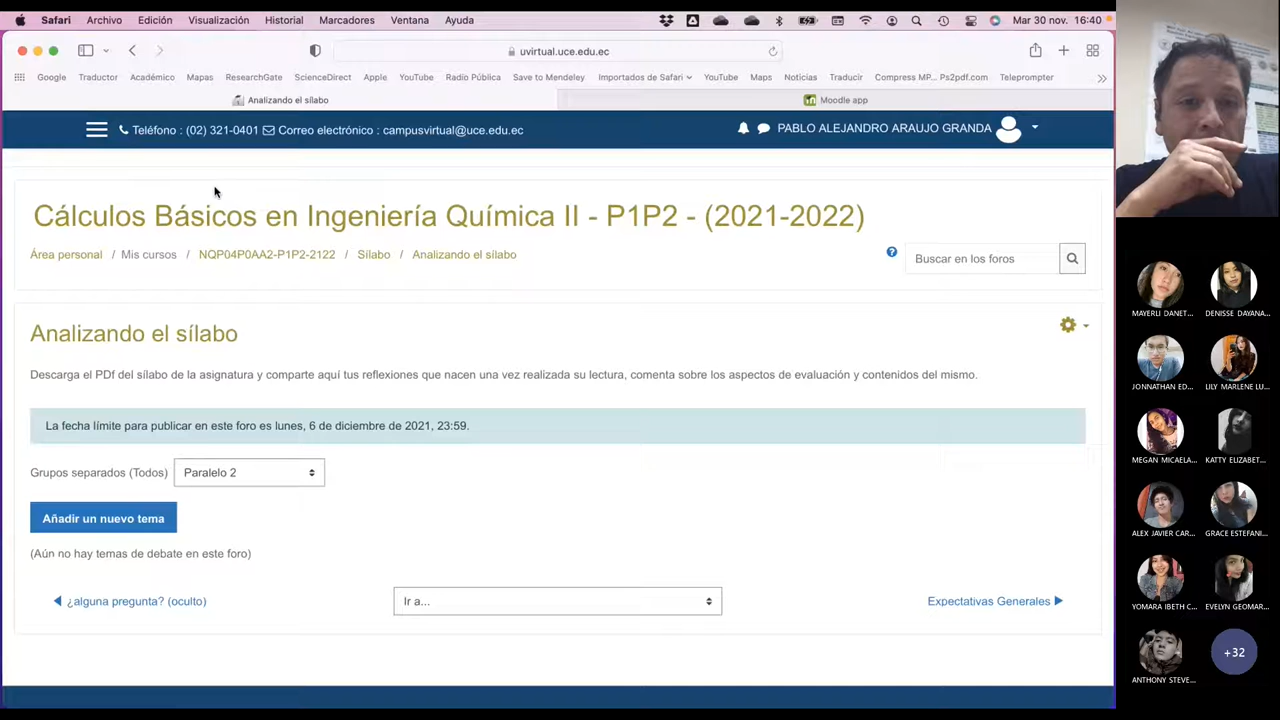 Safari Archivo Edición Visualización Historial Marcadores Ventana Ayuda Mar 30 nov. 16:40
uvirtual.uce.edu.ec
Google Traductor Académico Mapas ResearchGate ScienceDirect Apple YouTube Radio Pública Save to Mendeley Importados de Safari YouTube Maps Noticias Traducir Compress MP... Ps2pdf.com Teleprompter
Analizando el sílabo Moodle app
Teléfono : (02) 321-0401 Correo electrónico : campusvirtual@uce.edu.ec PABLO ALEJANDRO ARAUJO GRANDA
Cálculos Básicos en Ingeniería Química II - P1P2 - (2021-2022)
Área personal / Mis cursos / NQP04P0AA2-P1P2-2122 / Sílabo / Analizando el sílabo
Buscar en los foros
Analizando el sílabo
Descarga el PDf del sílabo de la asignatura y comparte aquí tus reflexiones que nacen una vez realizada su lectura, comenta sobre los aspectos de evaluación y contenidos del mismo.
La fecha límite para publicar en este foro es lunes, 6 de diciembre de 2021, 23:59.
Grupos separados (Todos) Paralelo 2
Añadir un nuevo tema
(Aún no hay temas de debate en este foro)
¿alguna pregunta? (oculto) Ir a... Expectativas Generales
MAYERLI DANET... DENISSE DAYANA...
JONNATHAN ED... LILY MARLENE LU...
MEGAN MICAELA... KATTY ELIZABET...
ALEX JAVIER CAR... GRACE ESTEFANI...
YOMARA IBETH C... EVELYN GEOMAR...
ANTHONY STEVE... +32